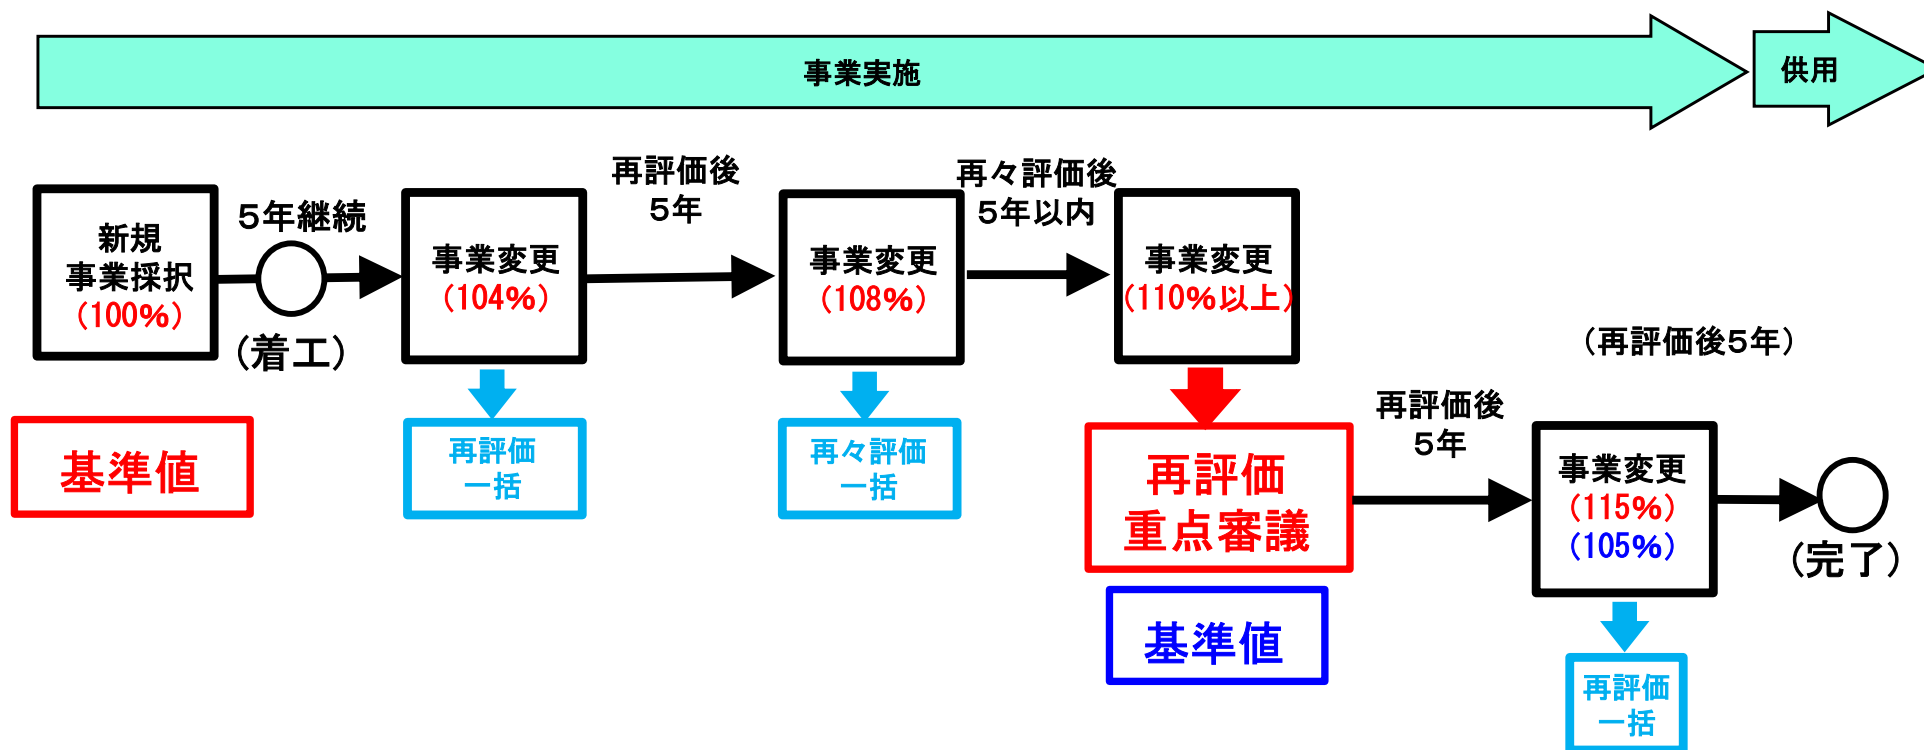 事業実施
供用
新規
事業採択
(100%)
5年継続
(着工)
事業変更
(104%)
再評価後
5年
事業変更
(108%)
再々評価後
5年以内
事業変更
(110%以上)
(再評価後5年)
基準値
再評価
一括
再々評価
一括
再評価
重点審議
基準値
再評価後
5年
事業変更
(115%)
(105%)
(完了)
再評価
一括